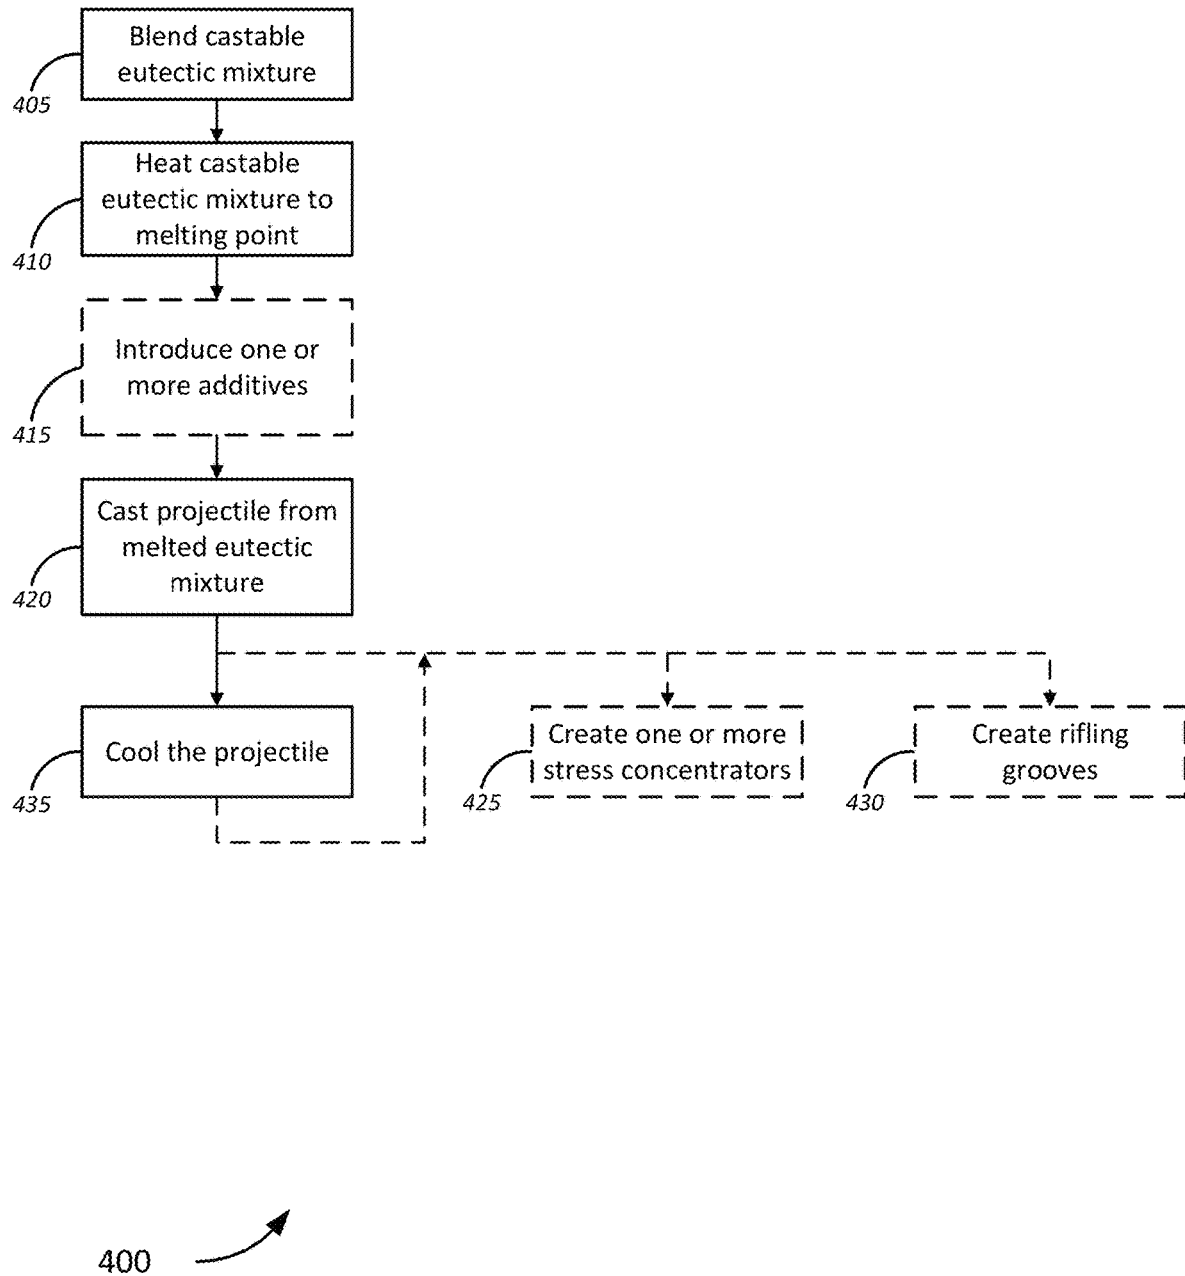 Blend castable
eutectic mixture
405
Heat castable
eutectic mixture to
melting point
410
Introduce one or
more additives
415
Cast projectile from
melted eutectic
mixture
420
Cool the projectile
435
Create one or more
stress concentrators
425
Create rifling
grooves
430
400